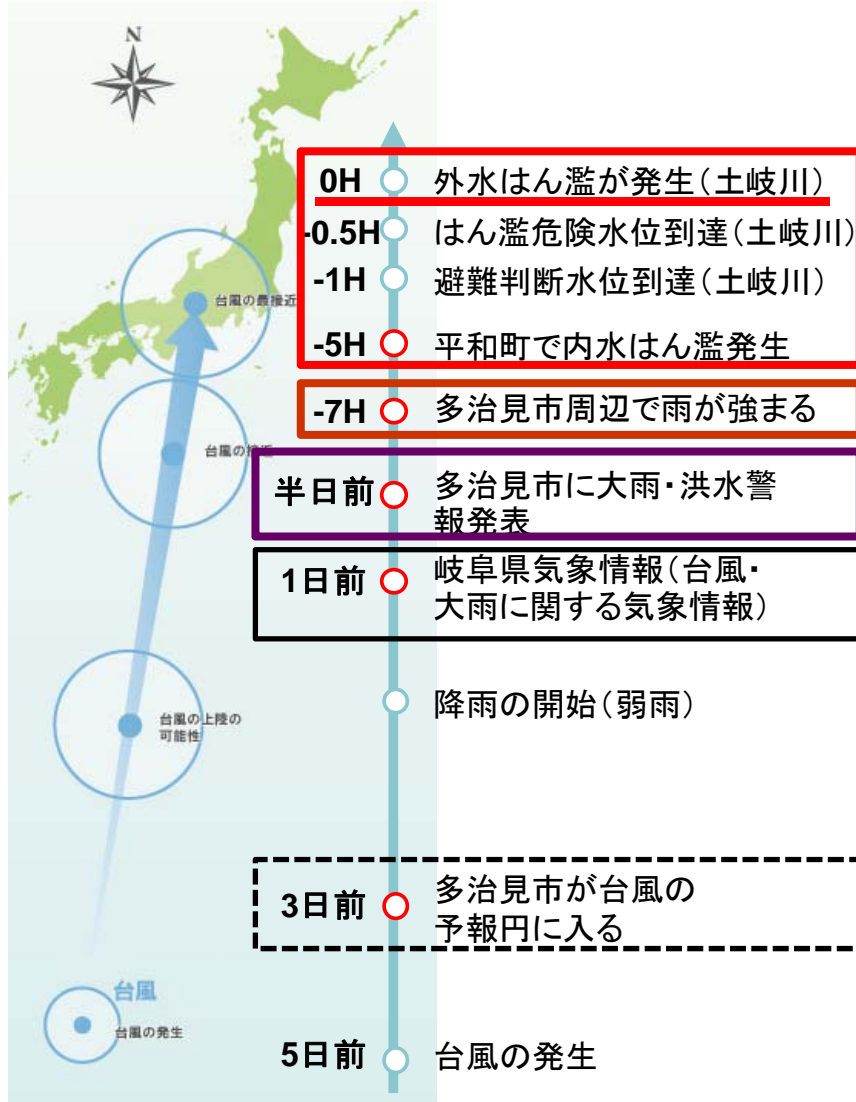 N
0H 外水はん濫が発生（土岐川）
-0.5H はん濫危険水位到達（土岐川）
-1H 避難判断水位到達（土岐川）
台風の最接近
-5H 平和町で内水はん濫発生
-7H 多治見市周辺で雨が強まる
台風の接近
半日前 多治見市に大雨・洪水警
報発表
1日前 岐阜県気象情報（台風・
大雨に関する気象情報）
降雨の開始（弱雨）
台風の上陸の
可能性
3日前 多治見市が台風の
予報円に入る
台風
台風の発生
5日前 台風の発生